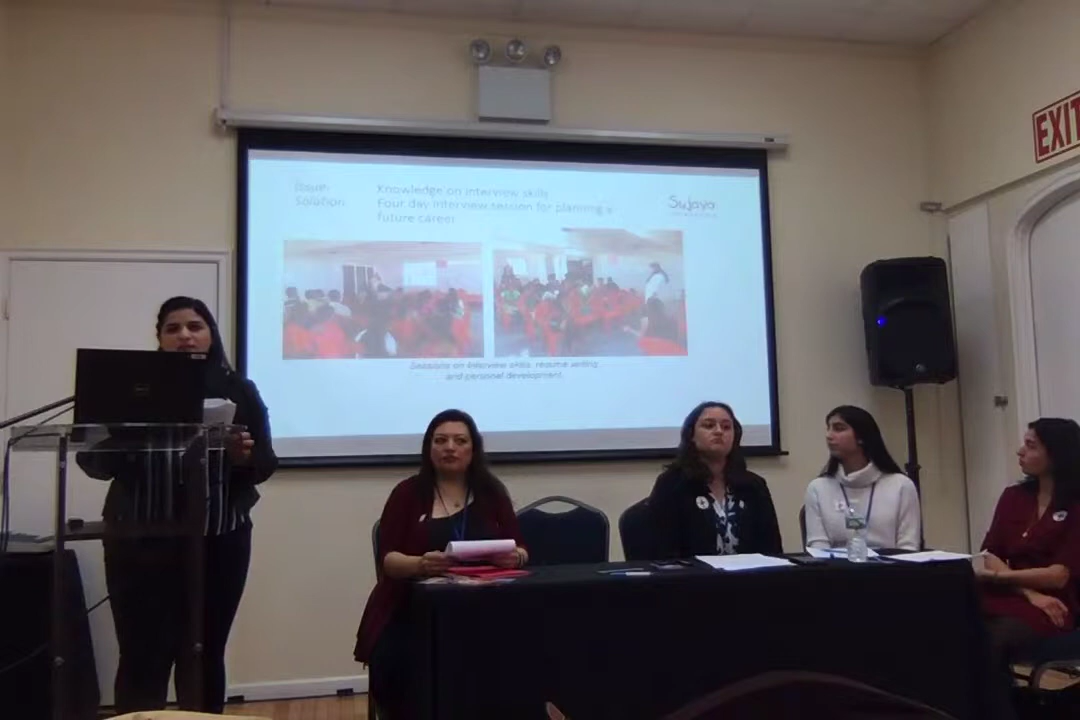 Issue:
Solution:
Knowledge on interview skills
Four day interview session for planning a
future career
Sujaya
Sessions on interview skills, resume writing
and personal development.
EXIT
DELL